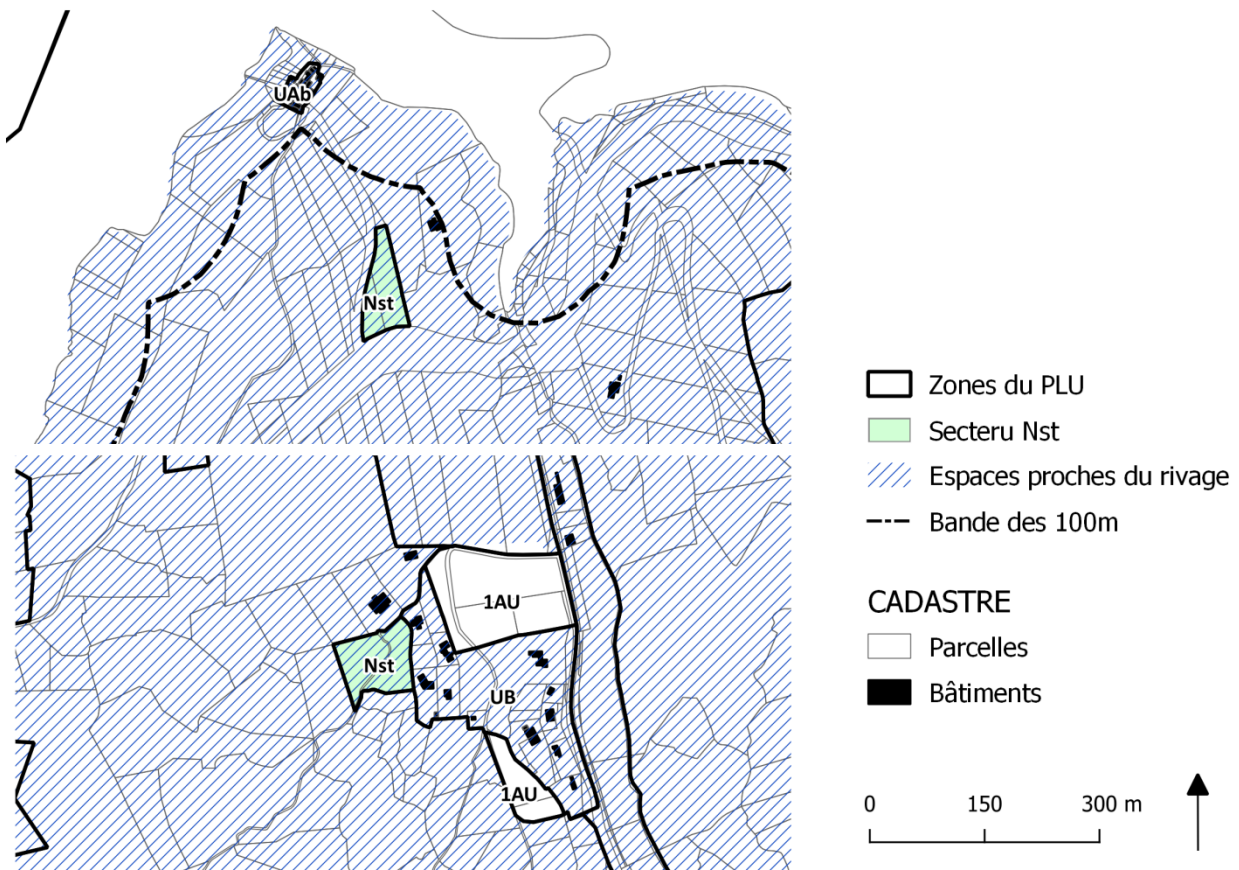 UAb
Nst
Nst
1AU
UB
1AU
Zones du PLU
Secteru Nst
Espaces proches du rivage
Bande des 100m
CADASTRE
Parcelles
Bâtiments
0 150 300 m